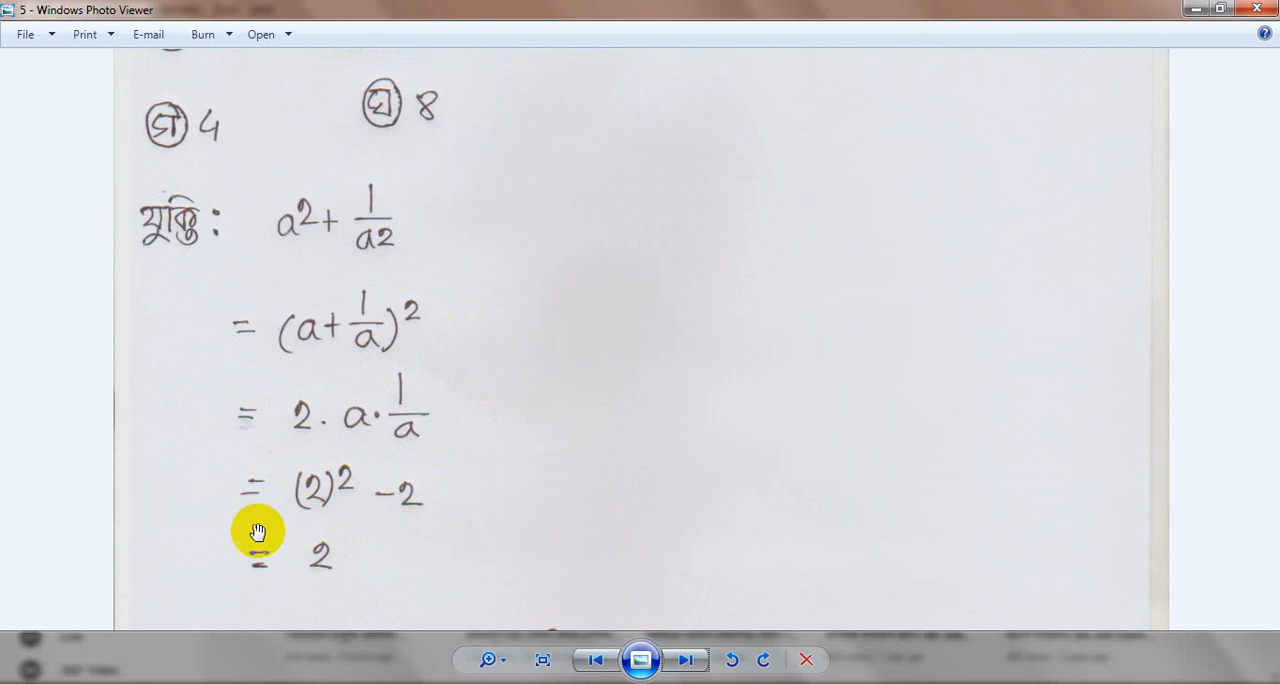 5 - Windows Photo Viewer
File Print E-mail Burn Open
গ 4 ঘ 8
যুক্তি : a2 + 1/a2
= (a + 1/a)2
= 2 . a . 1/a
= (2)2 - 2
= 2